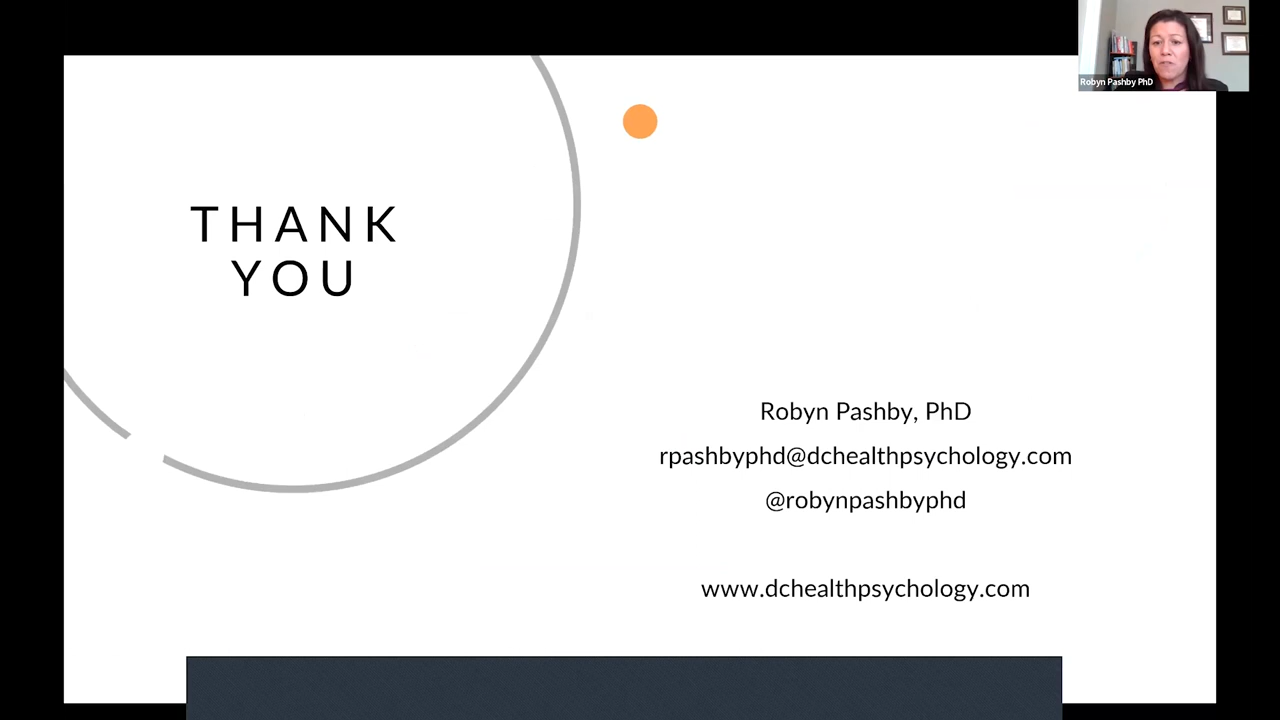 Robyn Pashby PhD
THANK
YOU
Robyn Pashby, PhD
rpashbyphd@dchealthpsychology.com
@robynpashbyphd
www.dchealthpsychology.com